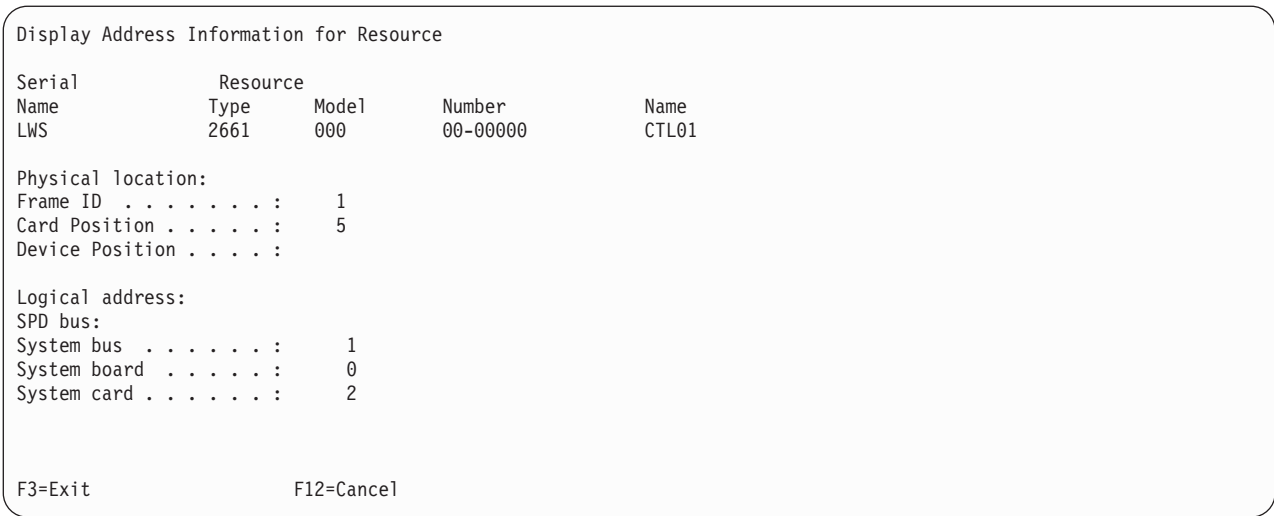 Display Address Information for Resource
Serial Resource
Name Type Model Number Name
LWS 2661 000 00-00000 CTL01
Physical location:
Frame ID . . . . . . . : 1
Card Position . . . . . : 5
Device Position . . . . :
Logical address:
SPD bus:
System bus . . . . . . : 1
System board . . . . . : 0
System card . . . . . . : 2
F3=Exit F12=Cancel